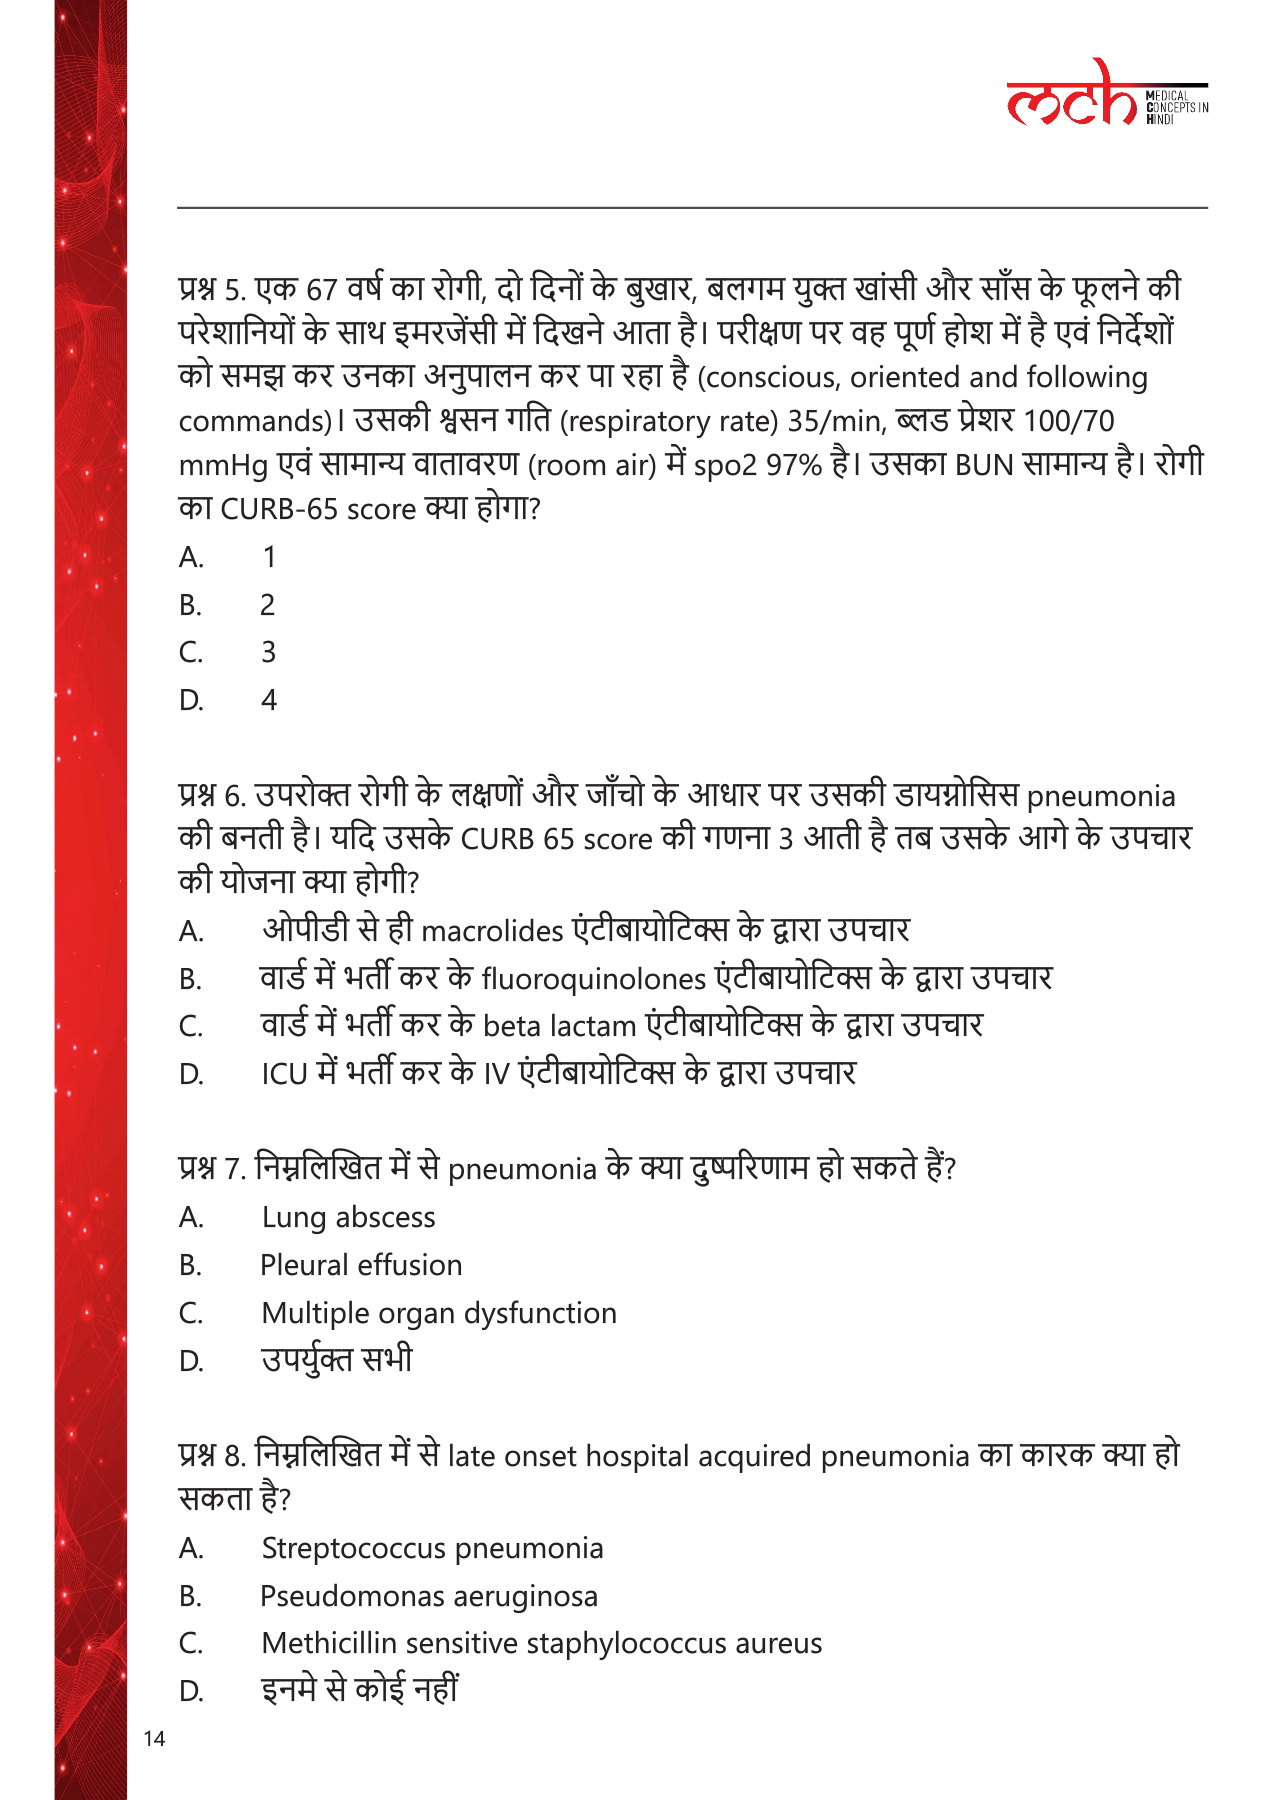 mch MEDICAL
CONCEPTS IN
HINDI
प्रश्न 5. एक 67 वर्ष का रोगी, दो दिनों के बुखार, बलगम युक्त खांसी और साँस के फूलने की
परेशानियों के साथ इमरजेंसी में दिखने आता है। परीक्षण पर वह पूर्ण होश में है एवं निर्देशों
को समझ कर उनका अनुपालन कर पा रहा है (conscious, oriented and following
commands)। उसकी श्वसन गति (respiratory rate) 35/min, ब्लड प्रेशर 100/70
mmHg एवं सामान्य वातावरण (room air) में spo2 97% है। उसका BUN सामान्य है। रोगी
का CURB-65 score क्या होगा?
A. 1
B. 2
C. 3
D. 4
प्रश्न 6. उपरोक्त रोगी के लक्षणों और जाँचो के आधार पर उसकी डायग्नोसिस pneumonia
की बनती है। यदि उसके CURB 65 score की गणना 3 आती है तब उसके आगे के उपचार
की योजना क्या होगी?
A. ओपीडी से ही macrolides एंटीबायोटिक्स के द्वारा उपचार
B. वार्ड में भर्ती कर के fluoroquinolones एंटीबायोटिक्स के द्वारा उपचार
C. वार्ड में भर्ती कर के beta lactam एंटीबायोटिक्स के द्वारा उपचार
D. ICU में भर्ती कर के IV एंटीबायोटिक्स के द्वारा उपचार
प्रश्न 7. निम्नलिखित में से pneumonia के क्या दुष्परिणाम हो सकते हैं?
A. Lung abscess
B. Pleural effusion
C. Multiple organ dysfunction
D. उपर्युक्त सभी
प्रश्न 8. निम्नलिखित में से late onset hospital acquired pneumonia का कारक क्या हो
सकता है?
A. Streptococcus pneumonia
B. Pseudomonas aeruginosa
C. Methicillin sensitive staphylococcus aureus
D. इनमे से कोई नहीं
14